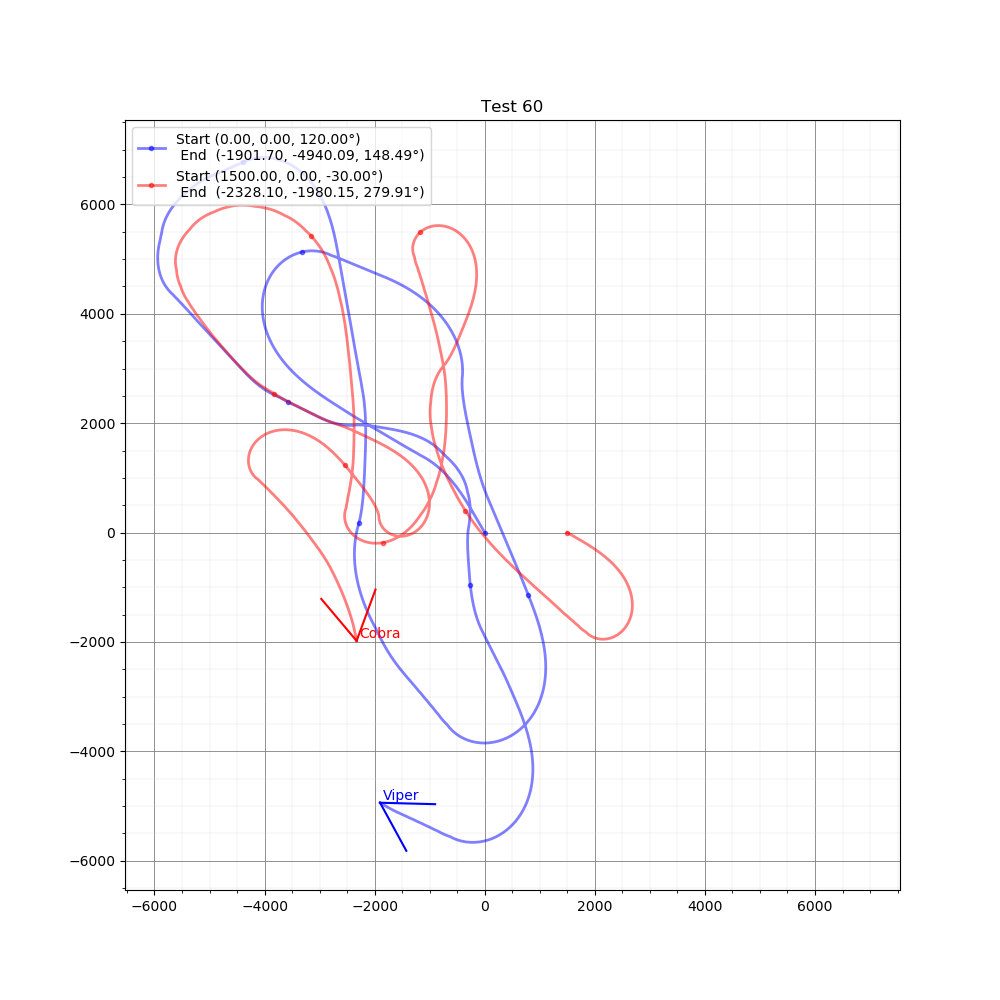 Test 60
Start (0.00, 0.00, 120.00°)
End  (-1901.70, -4940.09, 148.49°)
Start (1500.00, 0.00, -30.00°)
End  (-2328.10, -1980.15, 279.91°)
6000
4000
2000
0
−2000
−4000
−6000
Cobra
Viper
−6000 −4000 −2000 0 2000 4000 6000